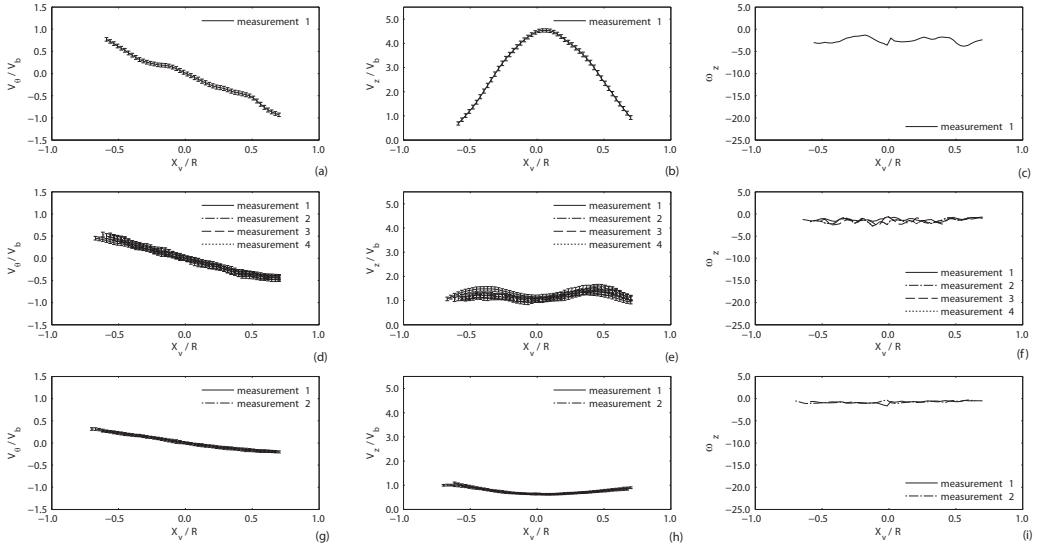 1.5
1.0
0.5
0.0
−0.5
−1.0
−1.5
V_θ / V_b
−1.0 −0.5 0.0 0.5 1.0
X_v / R
measurement 1
(a)
5.0
4.0
3.0
2.0
1.0
0.0
V_z / V_b
−1.0 −0.5 0.0 0.5 1.0
X_v / R
measurement 1
(b)
5.0
0.0
−5.0
−10.0
−15.0
−20.0
−25.0
ω_z
−1.0 −0.5 0.0 0.5 1.0
X_v / R
measurement 1
(c)
1.5
1.0
0.5
0.0
−0.5
−1.0
−1.5
V_θ / V_b
−1.0 −0.5 0.0 0.5 1.0
X_v / R
measurement 1
measurement 2
measurement 3
measurement 4
(d)
5.0
4.0
3.0
2.0
1.0
0.0
V_z / V_b
−1.0 −0.5 0.0 0.5 1.0
X_v / R
measurement 1
measurement 2
measurement 3
measurement 4
(e)
5.0
0.0
−5.0
−10.0
−15.0
−20.0
−25.0
ω_z
−1.0 −0.5 0.0 0.5 1.0
X_v / R
measurement 1
measurement 2
measurement 3
measurement 4
(f)
1.5
1.0
0.5
0.0
−0.5
−1.0
−1.5
V_θ / V_b
−1.0 −0.5 0.0 0.5 1.0
X_v / R
measurement 1
measurement 2
(g)
5.0
4.0
3.0
2.0
1.0
0.0
V_z / V_b
−1.0 −0.5 0.0 0.5 1.0
X_v / R
measurement 1
measurement 2
(h)
5.0
0.0
−5.0
−10.0
−15.0
−20.0
−25.0
ω_z
−1.0 −0.5 0.0 0.5 1.0
X_v / R
measurement 1
measurement 2
(i)